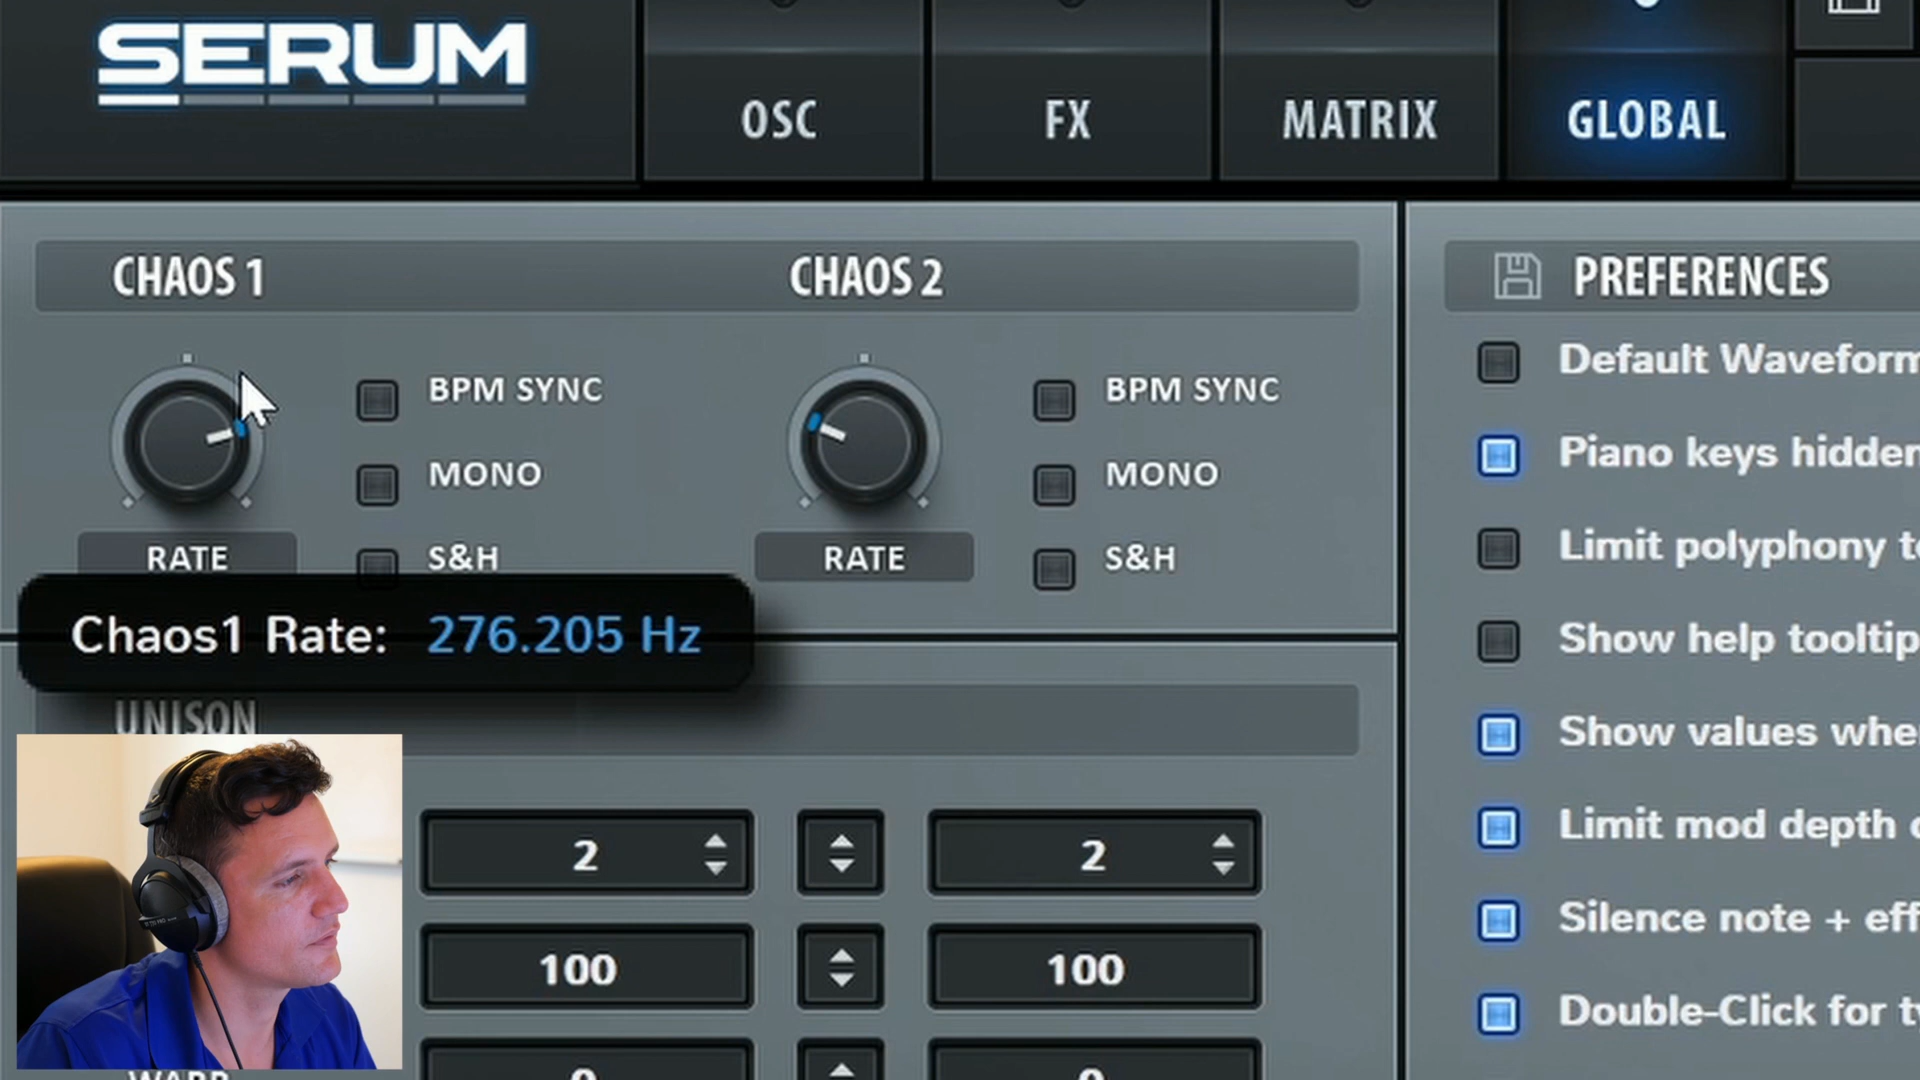 SERUM
OSC
FX
MATRIX
GLOBAL
CHAOS 1
CHAOS 2
PREFERENCES
BPM SYNC
MONO
S&H
RATE
BPM SYNC
MONO
S&H
RATE
Chaos1 Rate: 276.205 Hz
UNISON
2
2
100
100
Default Waveform
Piano keys hidden
Limit polyphony
Show help tooltip
Show values
Limit mod depth
Silence note +
Double-Click for